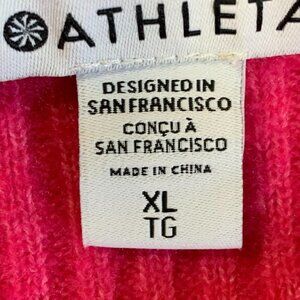 ATHLETA
DESIGNED IN
SAN FRANCISCO
CONÇU À
SAN FRANCISCO
MADE IN CHINA
XL
TG